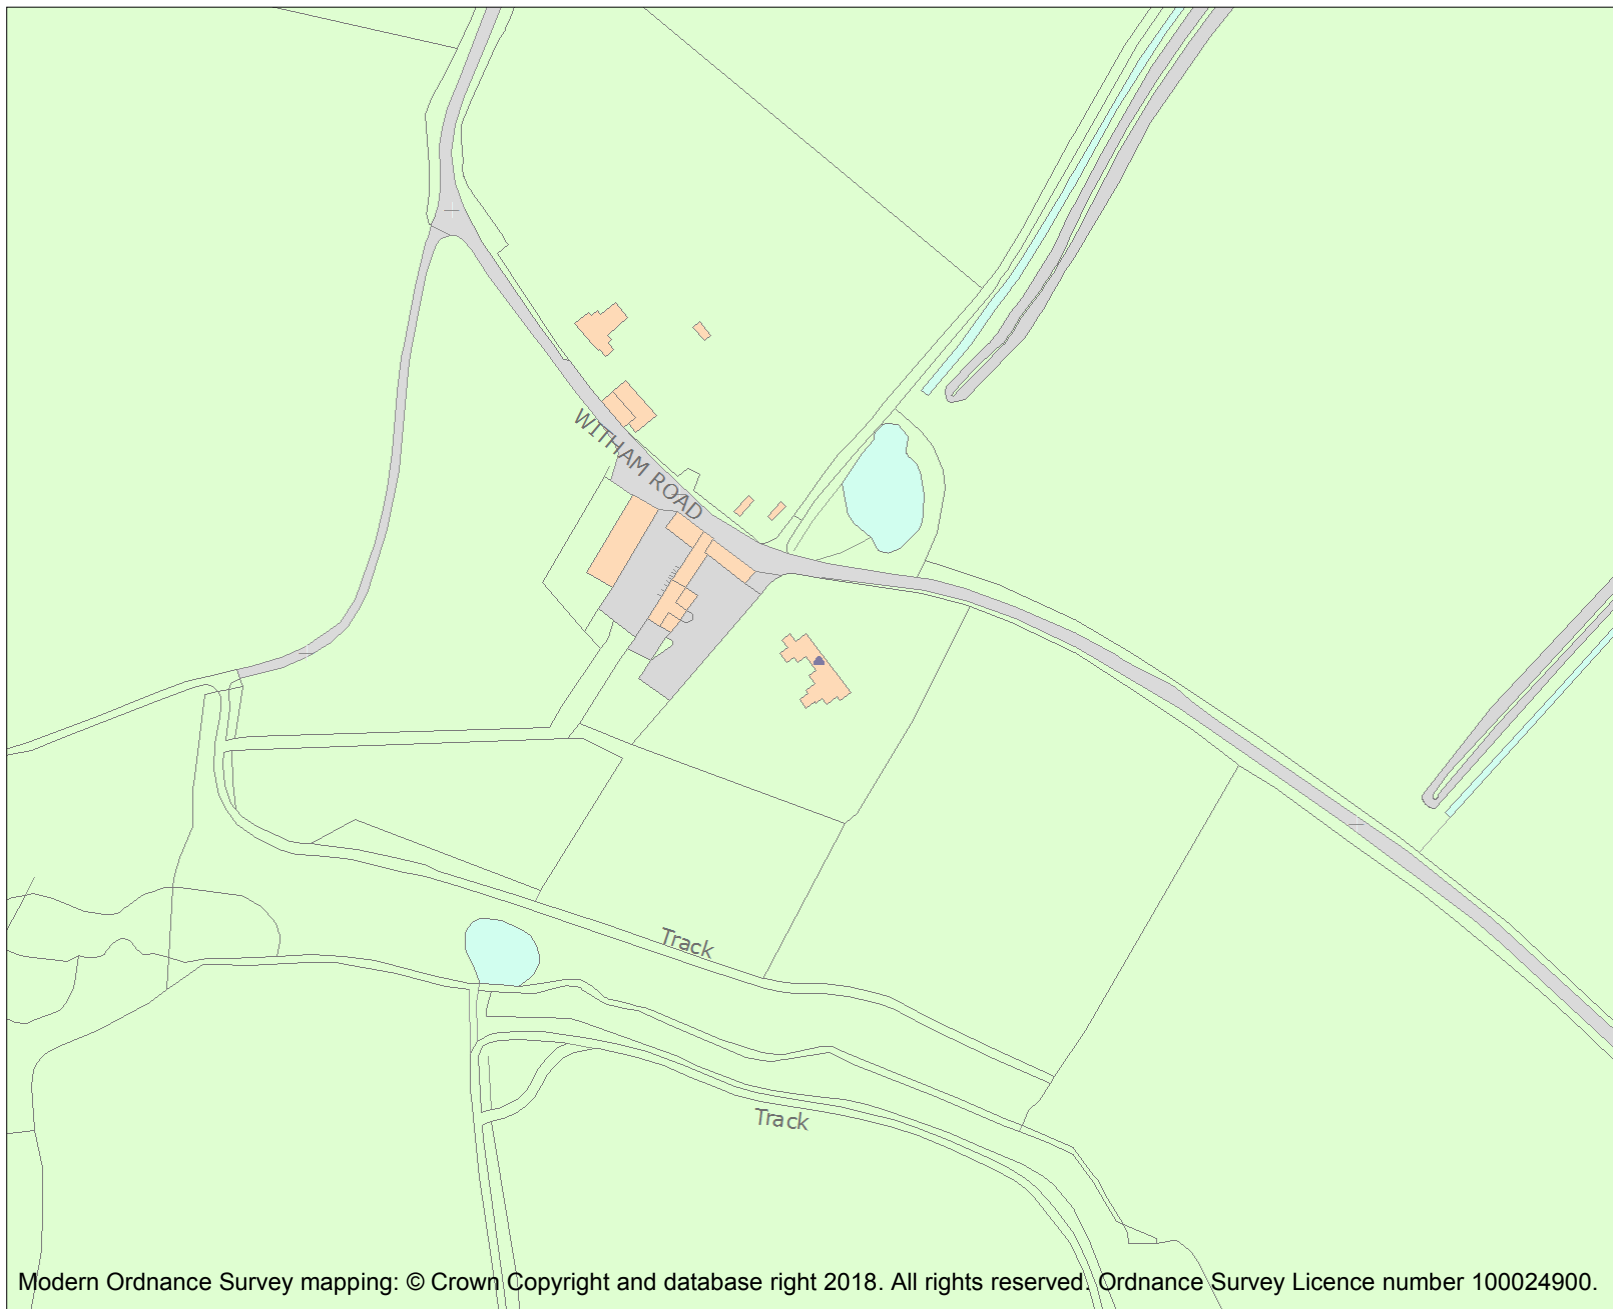 WITHAM ROAD
Track
Track
Modern Ordnance Survey mapping: © Crown Copyright and database right 2018. All rights reserved. Ordnance Survey Licence number 100024900.